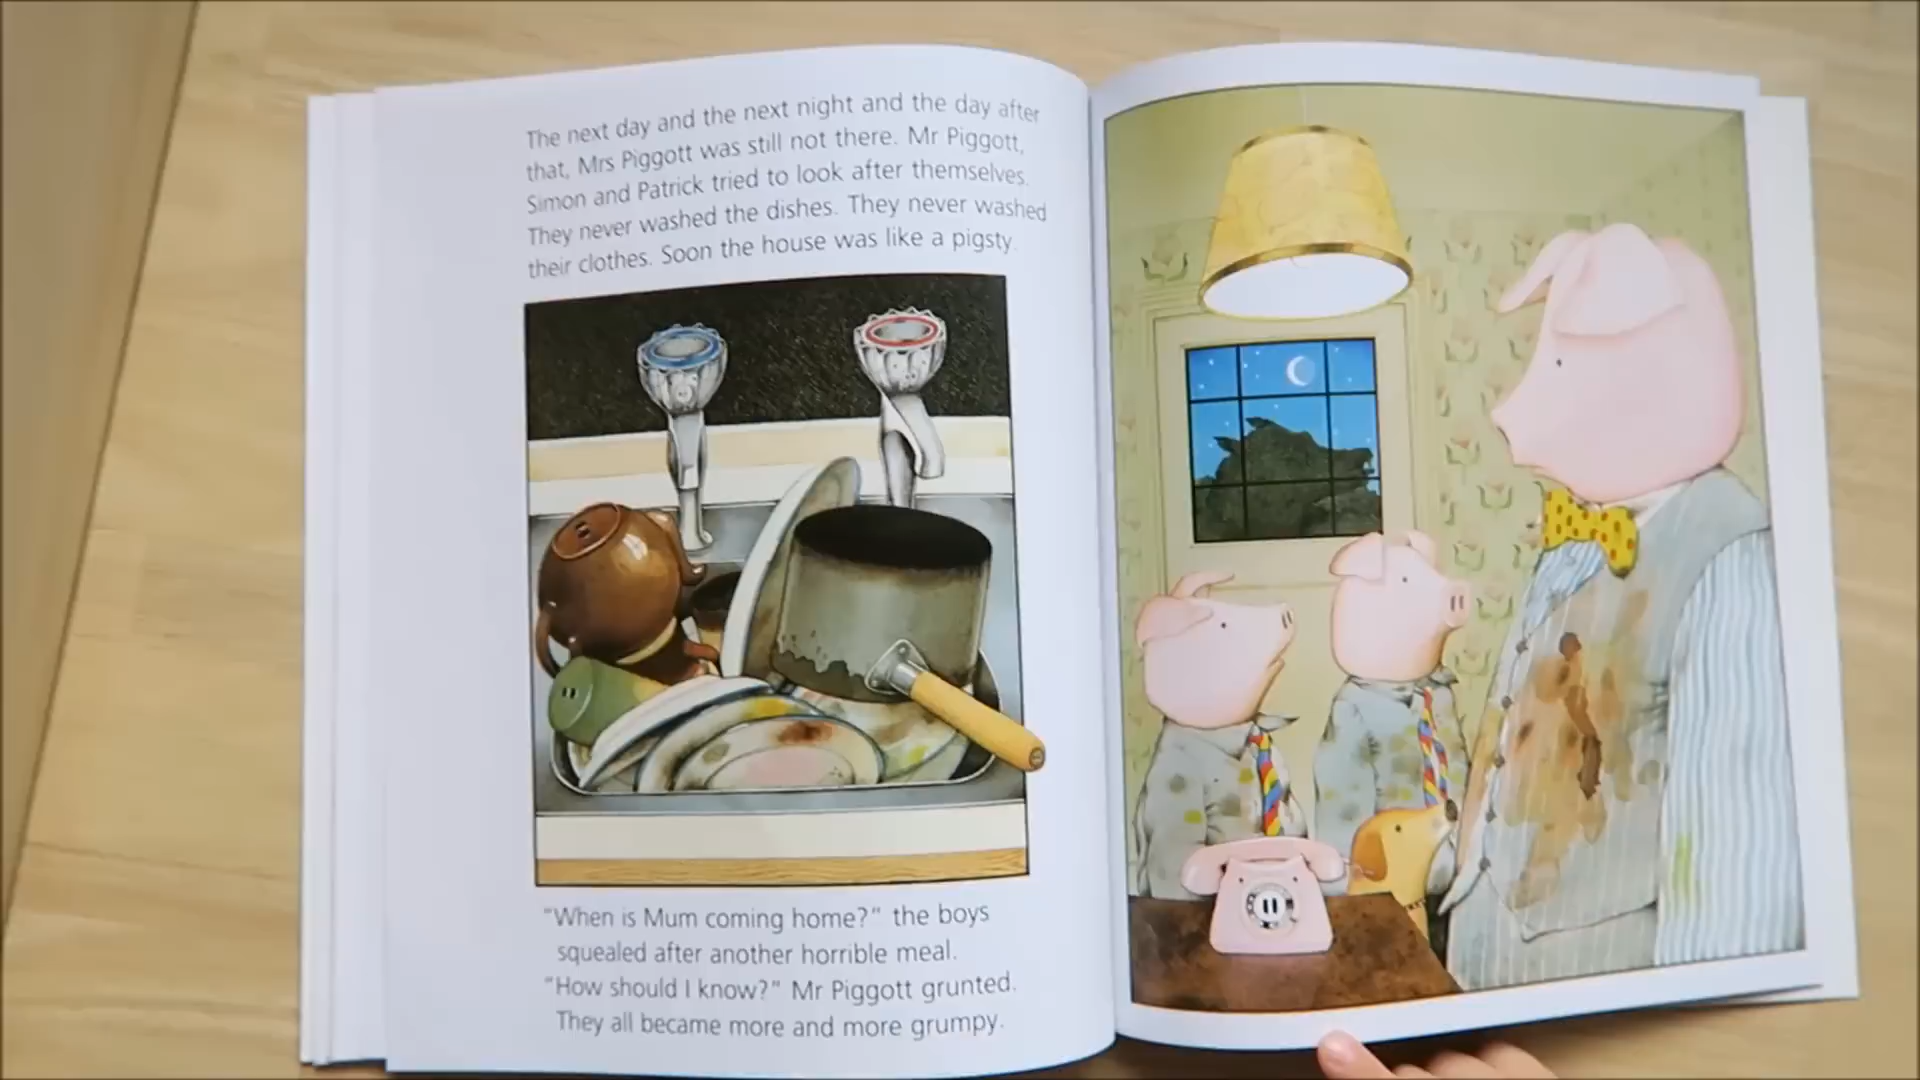 The next day and the next night and the day after
that, Mrs Piggott was still not there. Mr Piggott,
Simon and Patrick tried to look after themselves.
They never washed the dishes. They never washed
their clothes. Soon the house was like a pigsty.
"When is Mum coming home?" the boys
squealed after another horrible meal.
"How should I know?" Mr Piggott grunted.
They all became more and more grumpy.